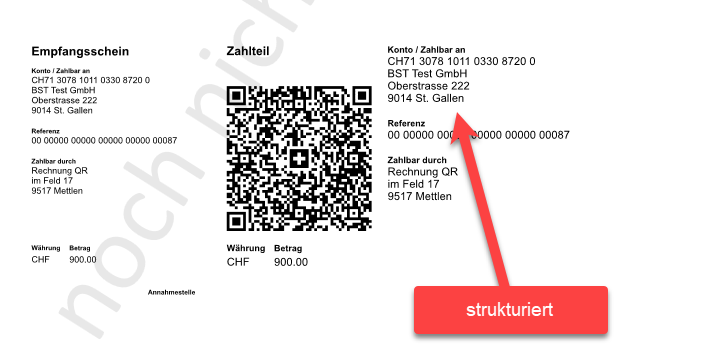 Empfangsschein
Konto / Zahlbar an
CH71 3078 1011 0330 8720 0
BST Test GmbH
Oberstrasse 222
9014 St. Gallen
Referenz
00 00000 00000 00000 00000 00087
Zahlbar durch
Rechnung QR
im Feld 17
9517 Mettlen
Währung Betrag
CHF 900.00
Annahmestelle
Zahlteil
Währung Betrag
CHF 900.00
Konto / Zahlbar an
CH71 3078 1011 0330 8720 0
BST Test GmbH
Oberstrasse 222
9014 St. Gallen
Referenz
00 00000 000 0000 00000 00087
Zahlbar durch
Rechnung QR
im Feld 17
9517 Mettlen
strukturiert
noch nich